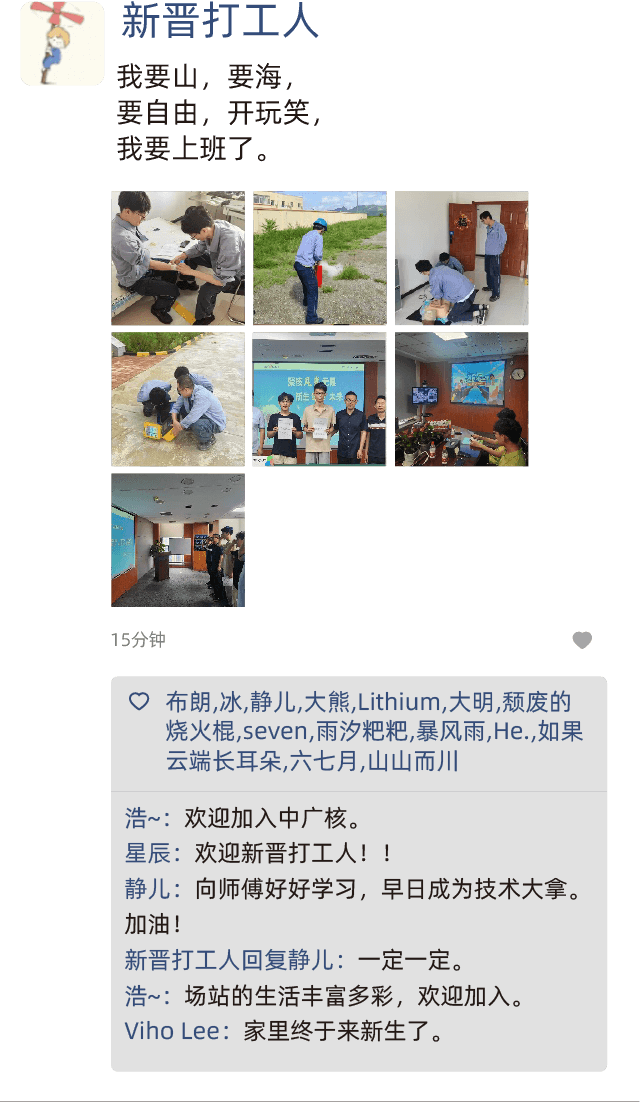 新晋打工人
我要山，要海，
要自由，开玩笑，
我要上班了。
15分钟
布朗,冰,静儿,大熊,Lithium,大明,颓废的
烧火棍,seven,雨汐粑粑,暴风雨,He.,如果
云端长耳朵,六七月,山山而川
浩~：欢迎加入中广核。
星辰：欢迎新晋打工人！！
静儿：向师傅好好学习，早日成为技术大拿。
加油！
新晋打工人回复静儿：一定一定。
浩~：场站的生活丰富多彩，欢迎加入。
Viho Lee：家里终于来新生了。